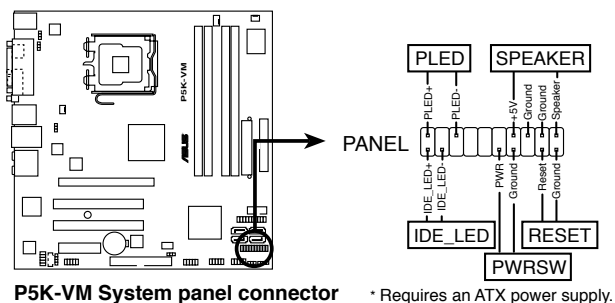 PLED SPEAKER
PLED+
PLED-
+5V
Ground
Ground
Speaker
P5K-VM
ASUS
PANEL
IDE_LED+
IDE_LED-
PWR
Ground
Reset
Ground
IDE_LED RESET
PWRSW
P5K-VM System panel connector
* Requires an ATX power supply.